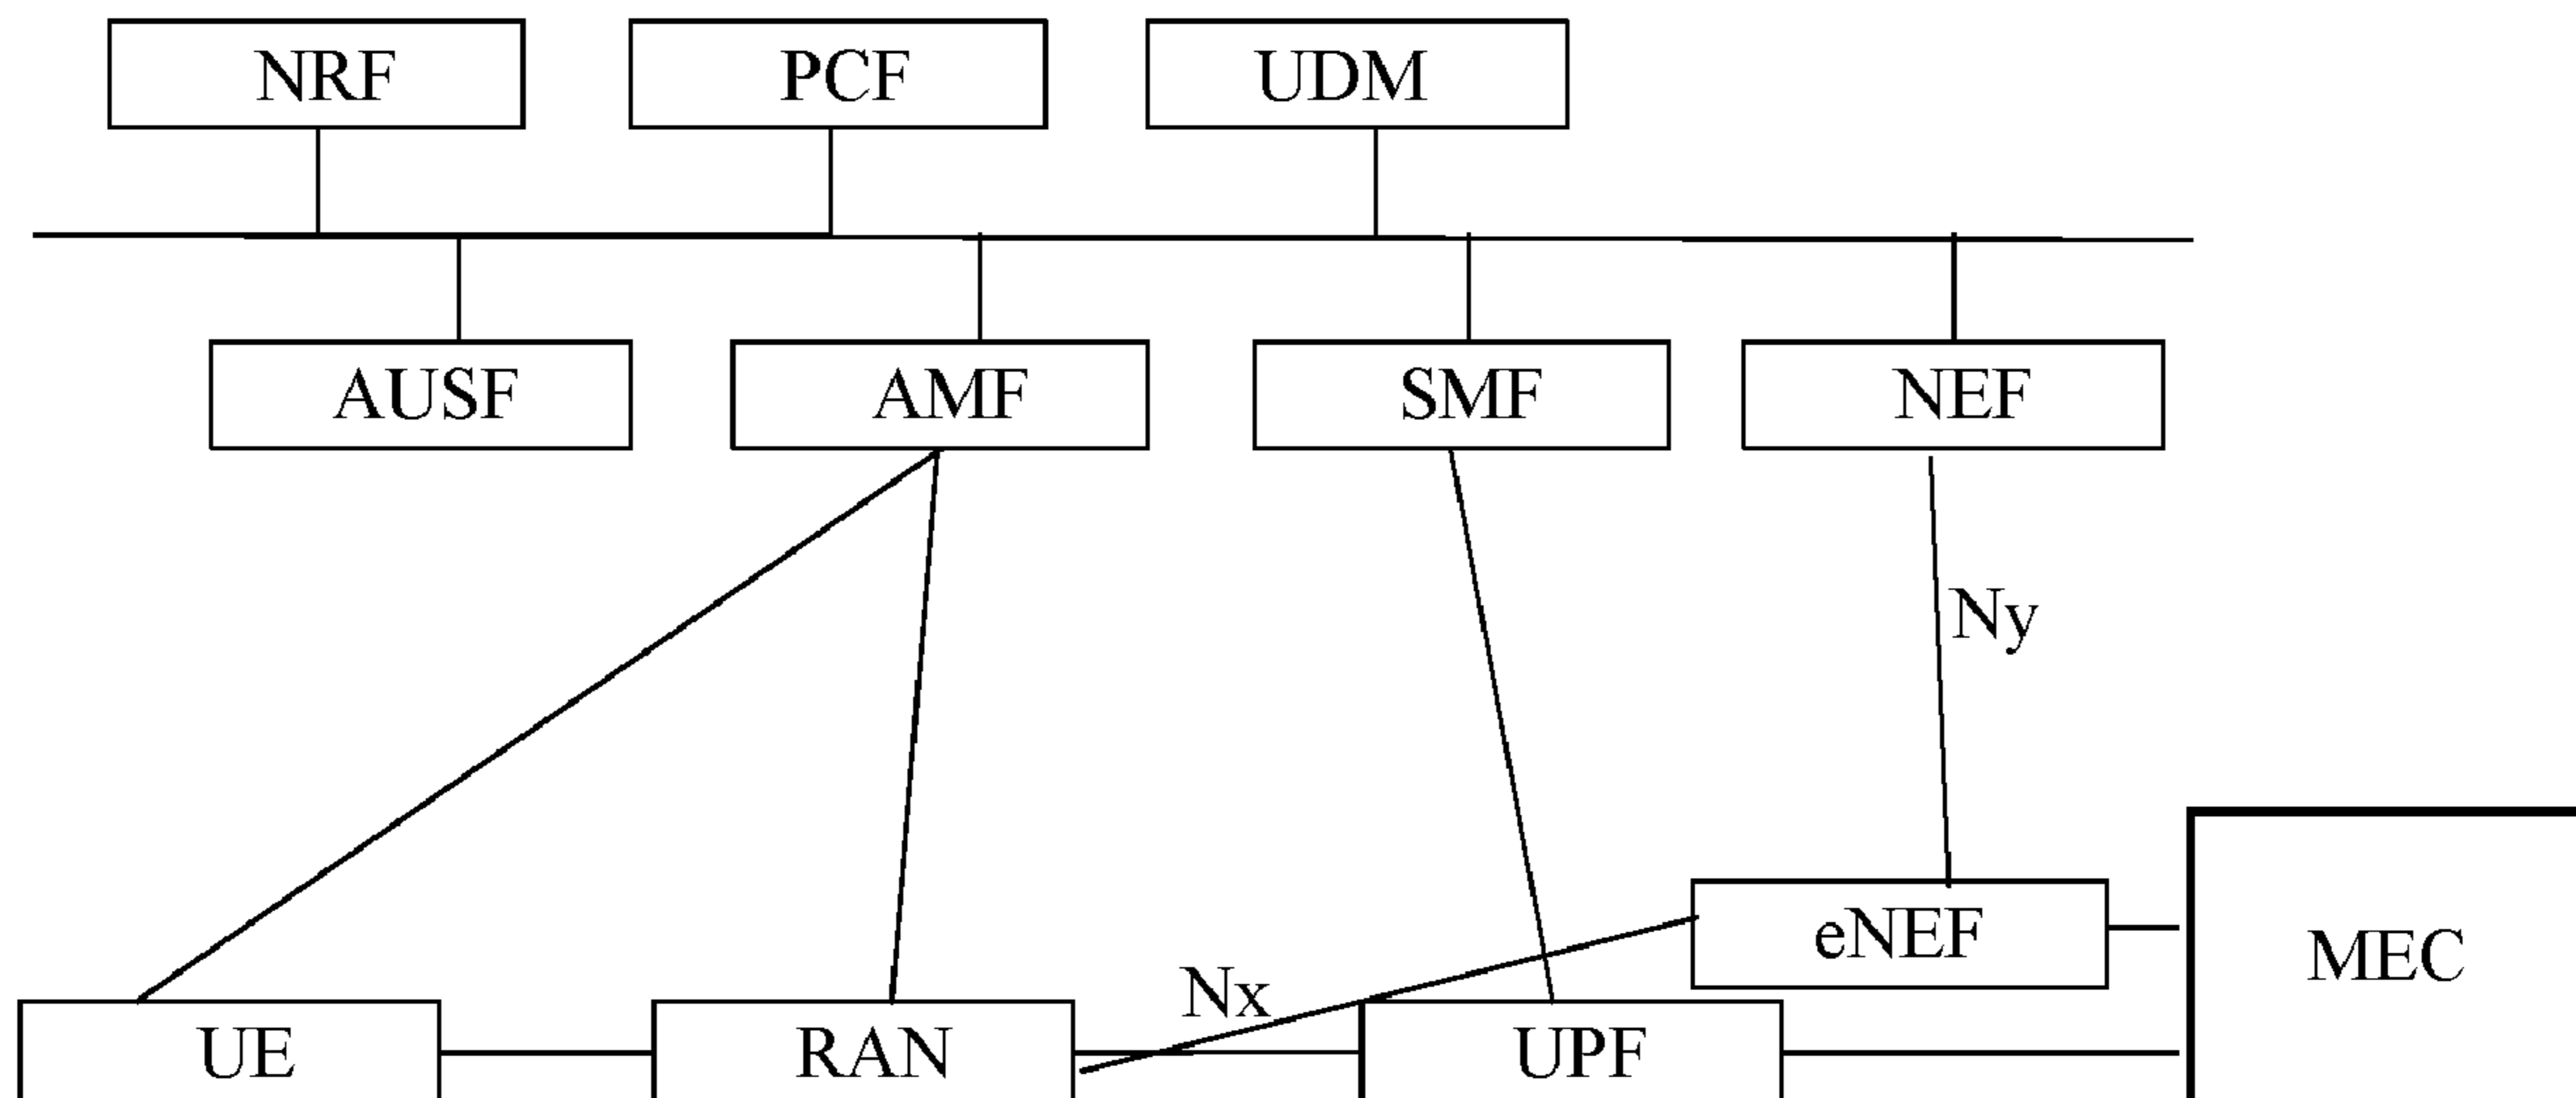 NRF
PCF
UDM
AUSF
AMF
SMF
NEF
Ny
eNEF
MEC
Nx
UE
RAN
UPF